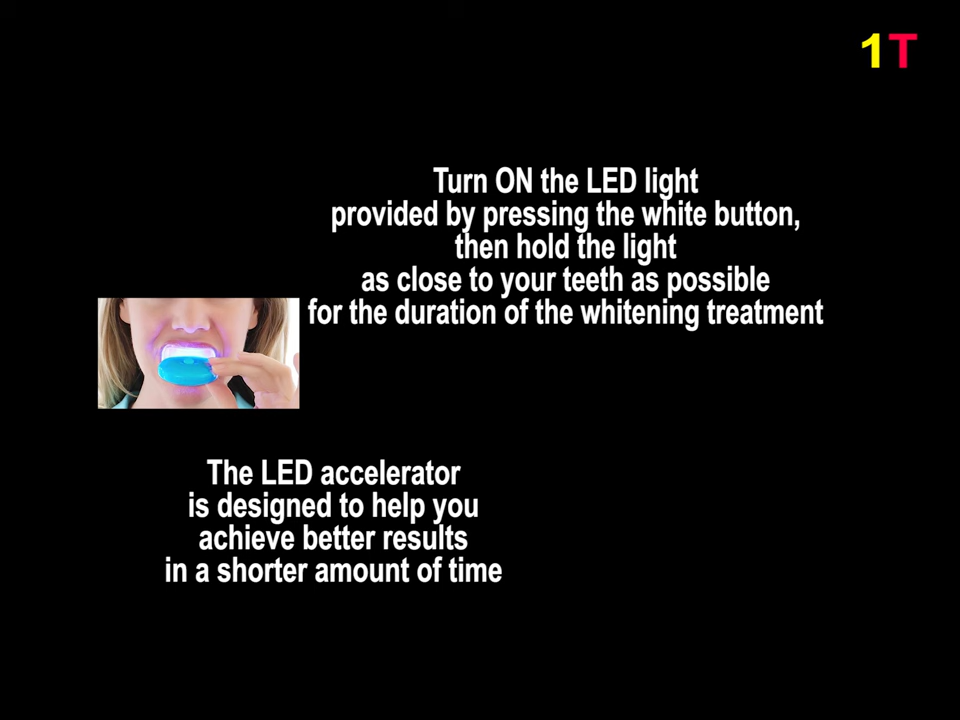 1T
Turn ON the LED light
provided by pressing the white button,
then hold the light
as close to your teeth as possible
for the duration of the whitening treatment
The LED accelerator
is designed to help you
achieve better results
in a shorter amount of time